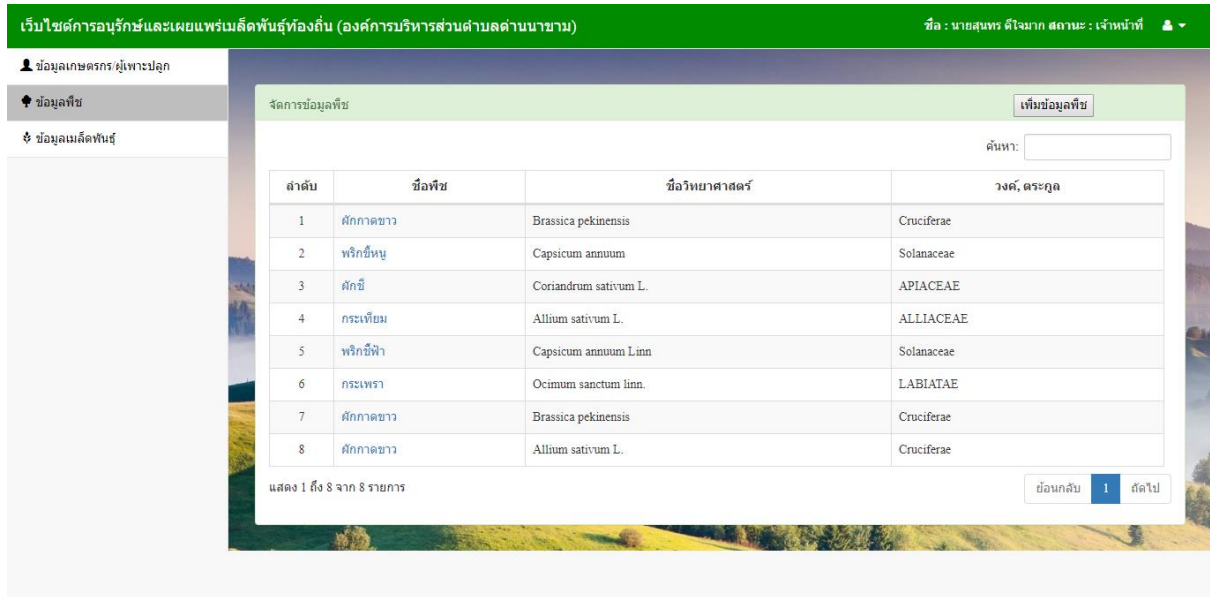 เว็บไซต์การอนุรักษ์และเผยแพร่เมล็ดพันธุ์ท้องถิ่น (องค์การบริหารส่วนตำบลด่านนาขาม) ชื่อ : นายสุนทร ดีใจมาก สถานะ : เจ้าหน้าที่
ข้อมูลเกษตรกร/ผู้เพาะปลูก
ข้อมูลพืช
ข้อมูลเมล็ดพันธุ์
จัดการข้อมูลพืช เพิ่มข้อมูลพืช
ค้นหา:
ลำดับ ชื่อพืช ชื่อวิทยาศาสตร์ วงค์, ตระกูล
1 ผักกาดขาว Brassica pekinensis Cruciferae
2 พริกขี้หนู Capsicum annuum Solanaceae
3 ผักชี Coriandrum sativum L. APIACEAE
4 กระเทียม Allium sativum L. ALLIACEAE
5 พริกชี้ฟ้า Capsicum annuum Linn Solanaceae
6 กระเพรา Ocimum sanctum linn. LABIATAE
7 ผักกาดขาว Brassica pekinensis Cruciferae
8 ผักกาดขาว Allium sativum L. Cruciferae
แสดง 1 ถึง 8 จาก 8 รายการ ย้อนกลับ 1 ถัดไป